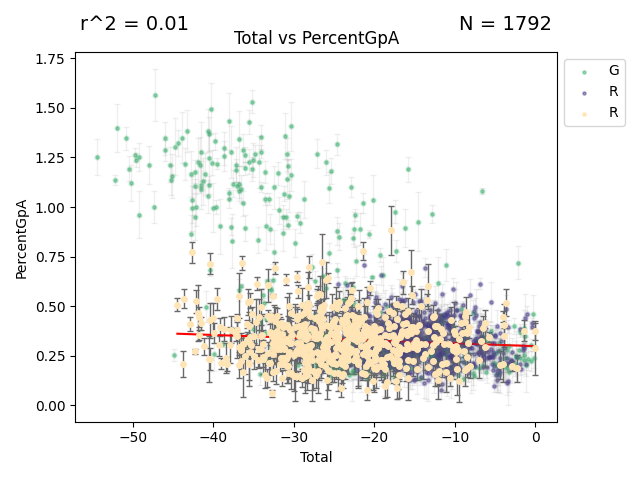 r^2 = 0.01
N = 1792
Total vs PercentGpA
G
R
R
1.75
1.50
1.25
1.00
0.75
0.50
0.25
0.00
PercentGpA
−50
−40
−30
−20
−10
0
Total